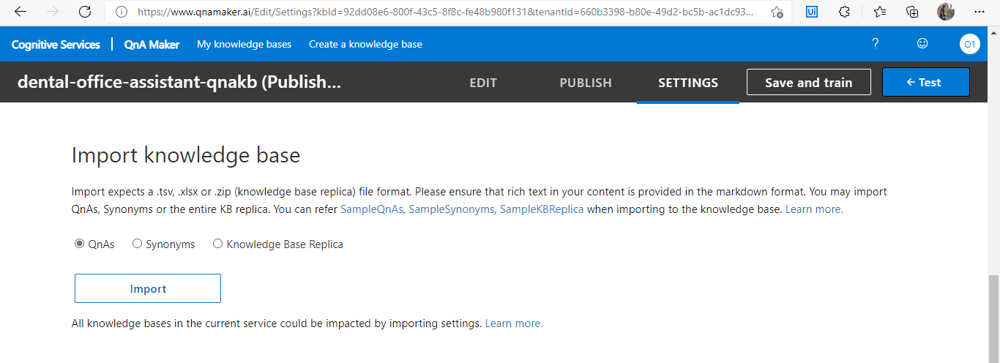 https://www.qnamaker.ai/Edit/Settings?kbId=92dd08e6-800f-43c5-8f8c-fe48b980f131&tenantId=660b3398-b80e-49d2-bc5b-ac1dc93...
Ui
Cognitive Services | QnA Maker My knowledge bases Create a knowledge base ? O1
dental-office-assistant-qnakb (Publish... EDIT PUBLISH SETTINGS Save and train ← Test
Import knowledge base
Import expects a .tsv, .xlsx or .zip (knowledge base replica) file format. Please ensure that rich text in your content is provided in the markdown format. You may import
QnAs, Synonyms or the entire KB replica. You can refer SampleQnAs, SampleSynonyms, SampleKBReplica when importing to the knowledge base. Learn more.
QnAs Synonyms Knowledge Base Replica
Import
All knowledge bases in the current service could be impacted by importing settings. Learn more.